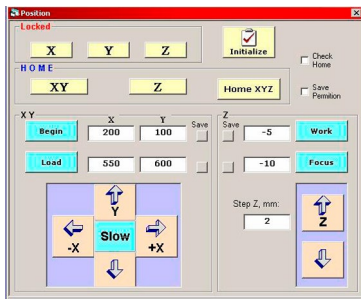 Position
Locked
X Y Z
Initialize
Check Home
HOME
XY Z Home XYZ
Save Permition
XY
X Y Save
Begin 200 100
Load 550 600
Y
-X Slow +X
Z
Save
-5 Work
-10 Focus
Step Z, mm:
2
Z